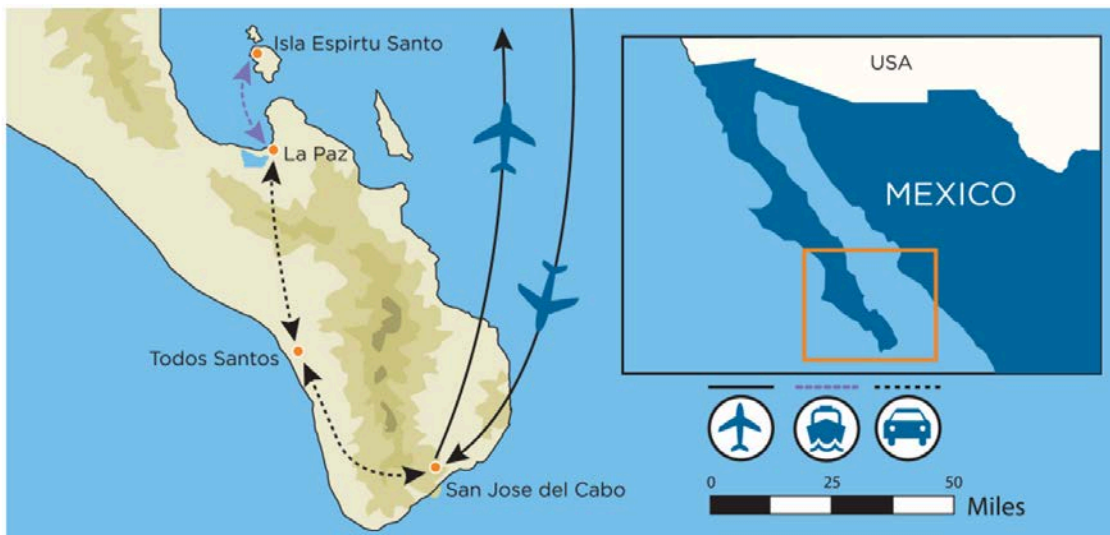 Isla Espirtu Santo
La Paz
Todos Santos
San Jose del Cabo
USA
MEXICO
0 25 50
Miles